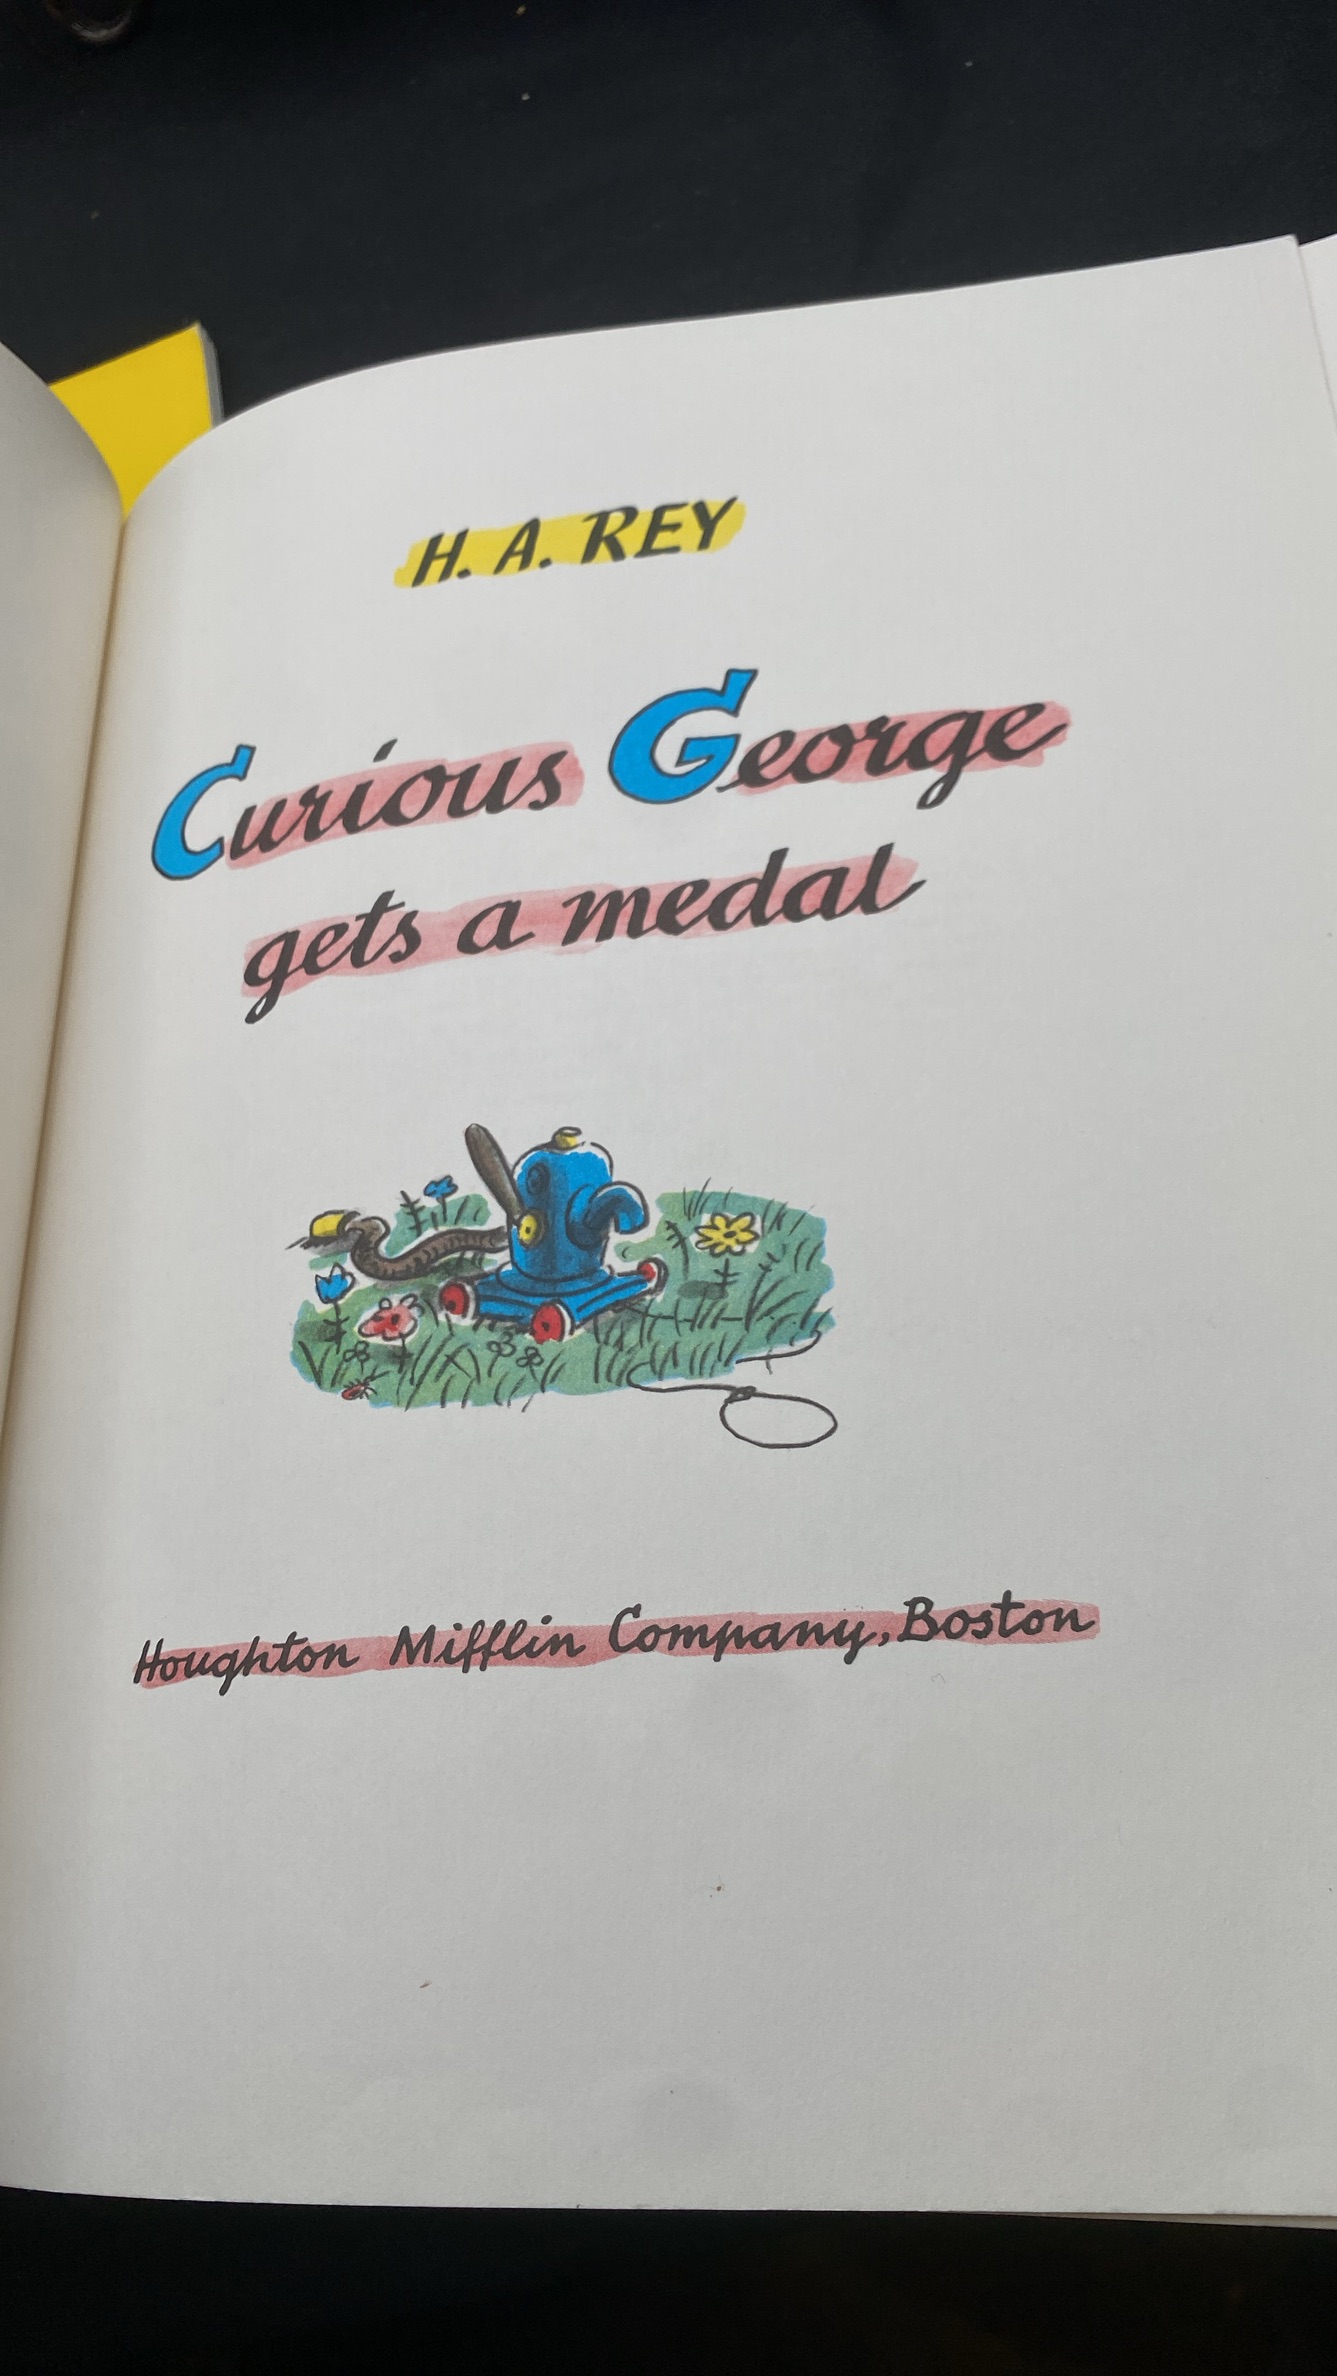 H. A. REY
Curious George
gets a medal
Houghton Mifflin Company, Boston